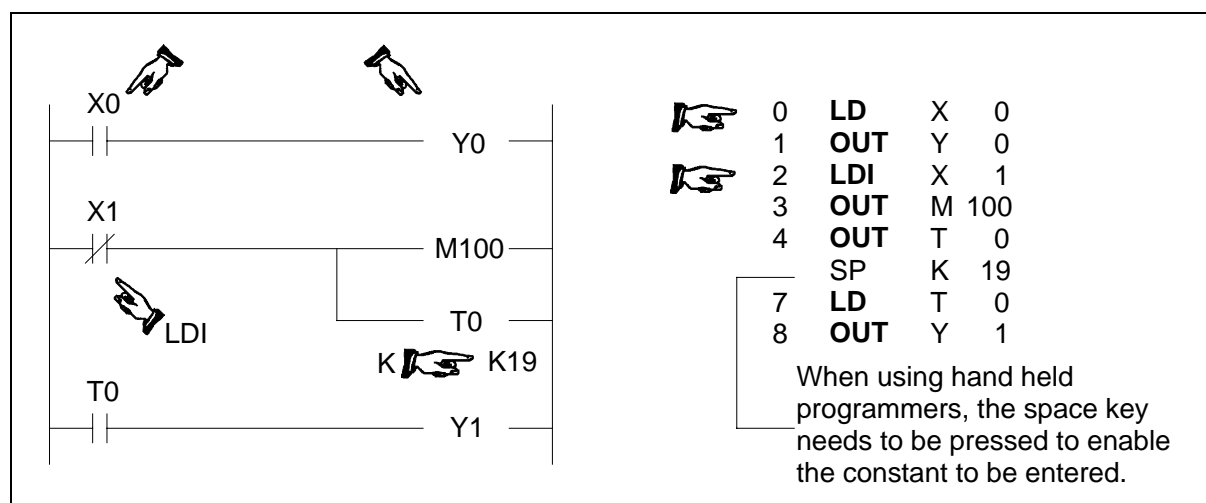 X0
Y0
X1
M100
LDI
T0
K K19
T0
Y1
0 LD X 0
1 OUT Y 0
2 LDI X 1
3 OUT M 100
4 OUT T 0
SP K 19
7 LD T 0
8 OUT Y 1
When using hand held
programmers, the space key
needs to be pressed to enable
the constant to be entered.